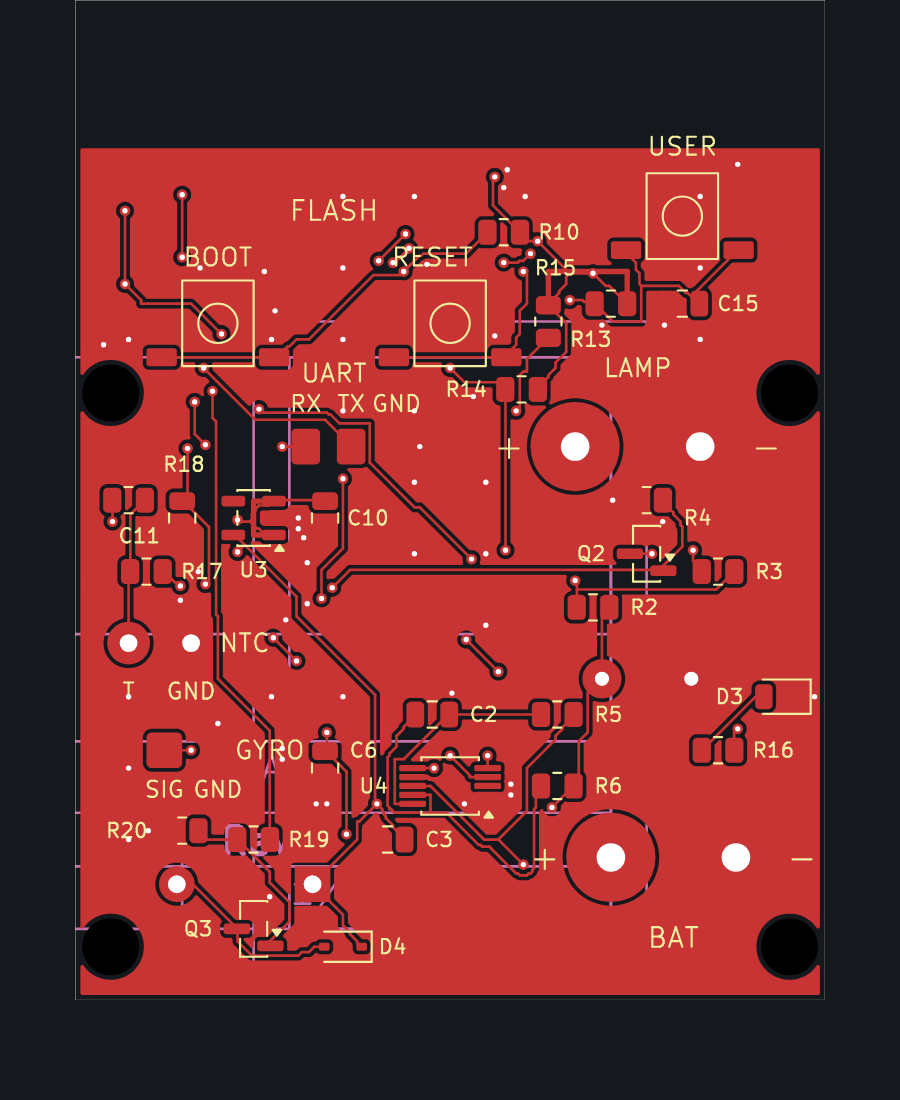 USER
FLASH
R10
BOOT
RESET
R15
C15
R13
LAMP
UART
RX TX GND
R14
+ −
R18
C10
R4
C11
Q2
U3
R17
R3
R2
NTC
T GND
D3
C2
R5
GYRO
C6
R16
SIG GND
U4
R6
R20
R19
C3
+ −
Q3
D4
BAT